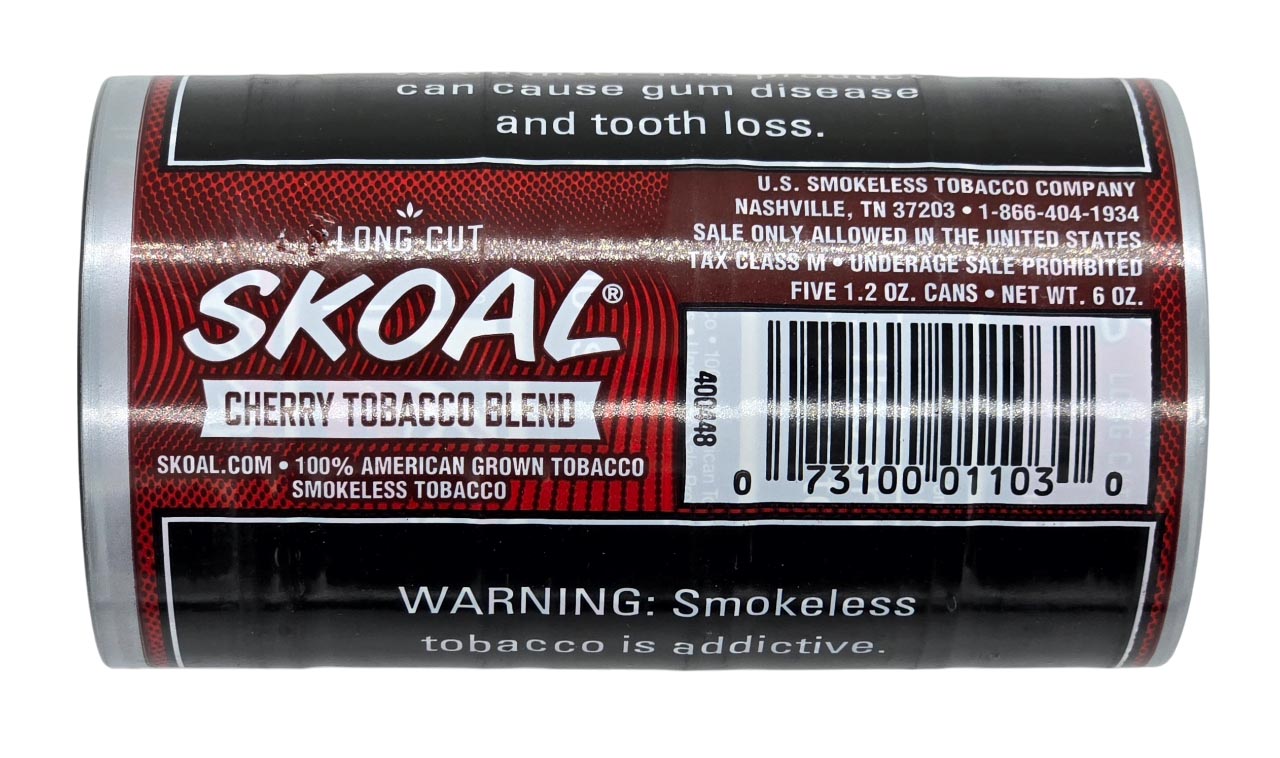 WARNING: This product
can cause gum disease
and tooth loss.
LONG CUT
SKOAL®
CHERRY TOBACCO BLEND
SKOAL.COM • 100% AMERICAN GROWN TOBACCO
SMOKELESS TOBACCO
U.S. SMOKELESS TOBACCO COMPANY
NASHVILLE, TN 37203 • 1-866-404-1934
SALE ONLY ALLOWED IN THE UNITED STATES
TAX CLASS M • UNDERAGE SALE PROHIBITED
FIVE 1.2 OZ. CANS • NET WT. 6 OZ.
0 73100 01103 0
WARNING: Smokeless
tobacco is addictive.